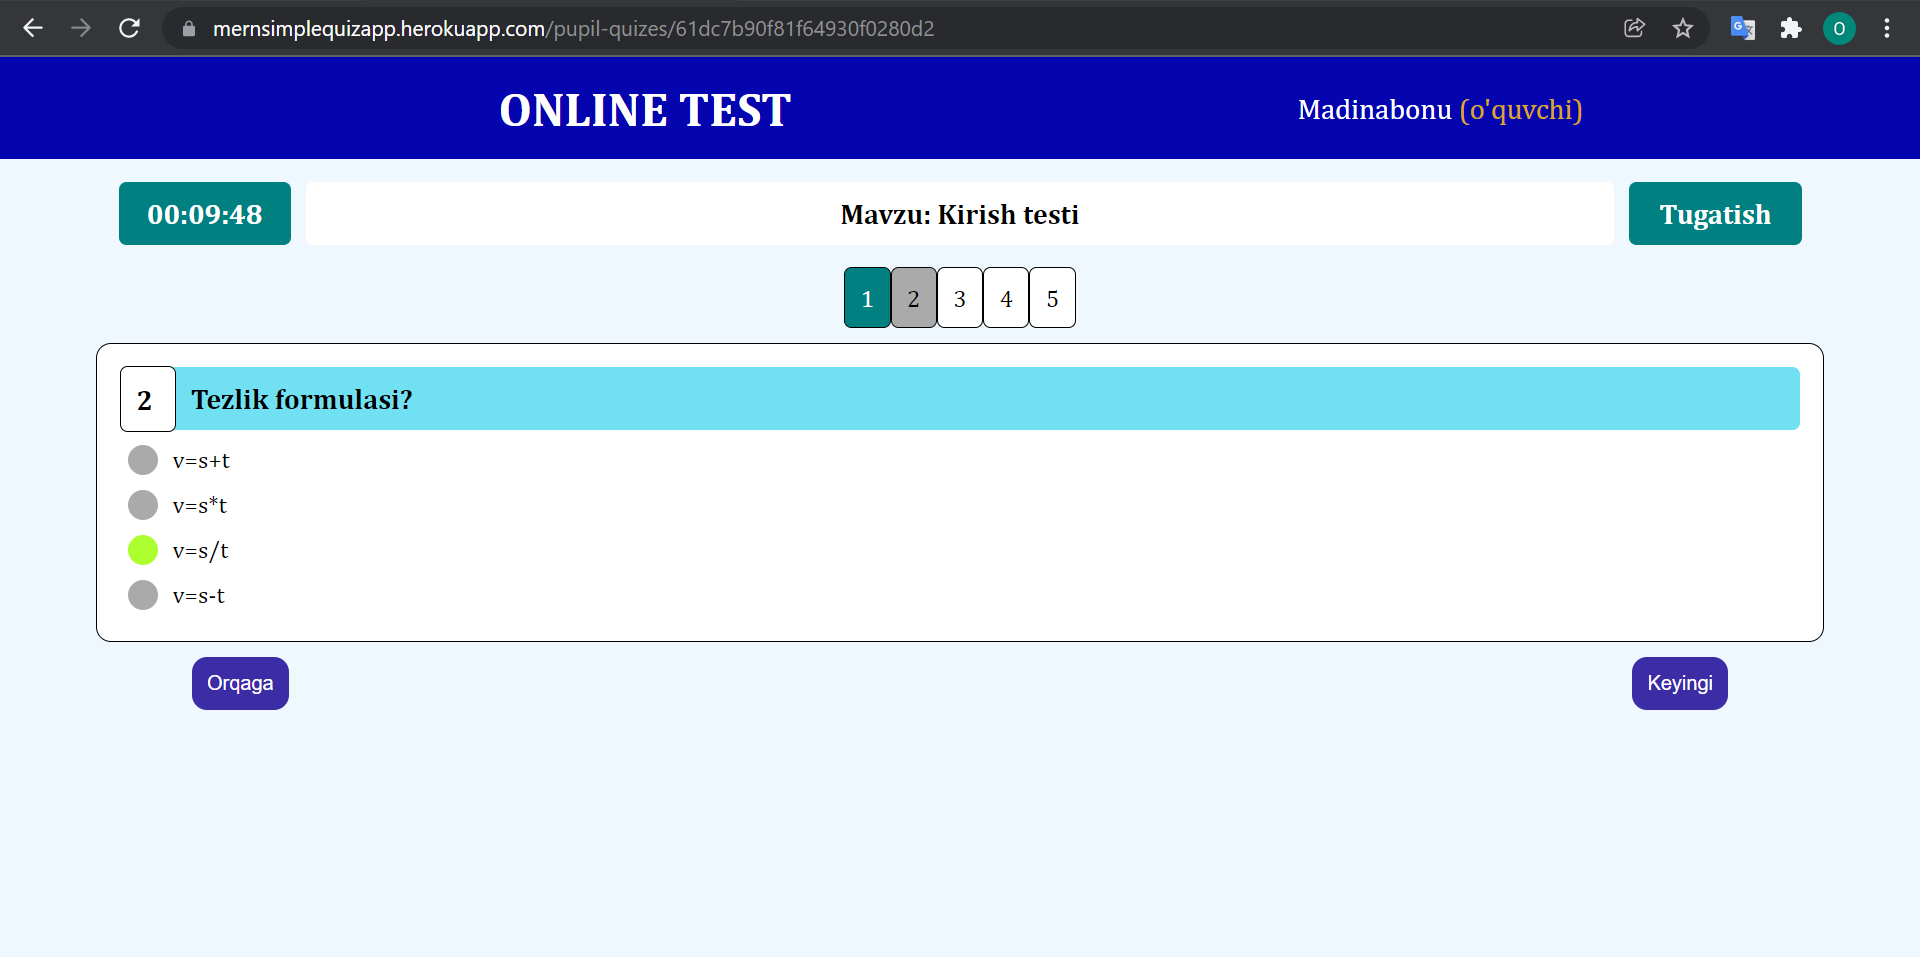 mernsimplequizapp.herokuapp.com/pupil-quizes/61dc7b90f81f64930f0280d2
O
ONLINE TEST
Madinabonu (o'quvchi)
00:09:48
Mavzu: Kirish testi
Tugatish
1 2 3 4 5
2 Tezlik formulasi?
v=s+t
v=s*t
v=s/t
v=s-t
Orqaga
Keyingi